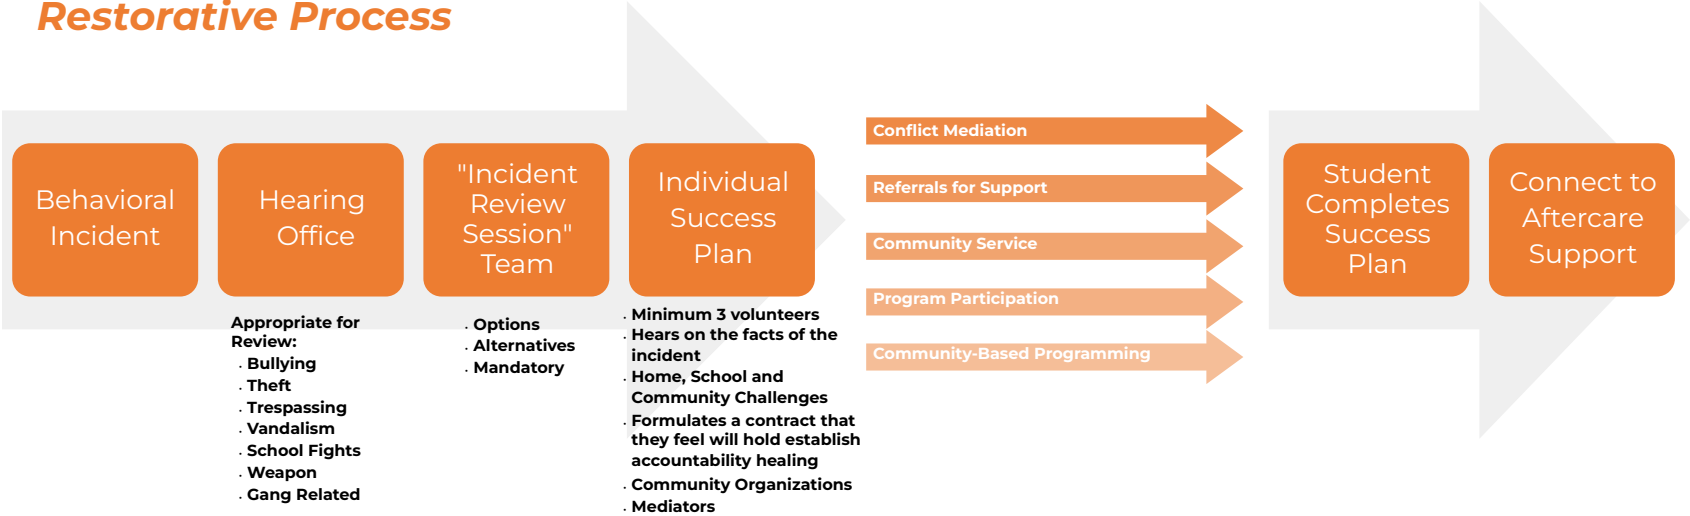 Restorative Process
Behavioral
Incident
Hearing
Office
"Incident
Review
Session"
Team
Individual
Success
Plan
Appropriate for
Review:
. Bullying
. Theft
. Trespassing
. Vandalism
. School Fights
. Weapon
. Gang Related
. Options
. Alternatives
. Mandatory
. Minimum 3 volunteers
. Hears on the facts of the
incident
. Home, School and
Community Challenges
. Formulates a contract that
they feel will hold establish
accountability healing
. Community Organizations
. Mediators
Conflict Mediation
Referrals for Support
Community Service
Program Participation
Community-Based Programming
Student
Completes
Success
Plan
Connect to
Aftercare
Support